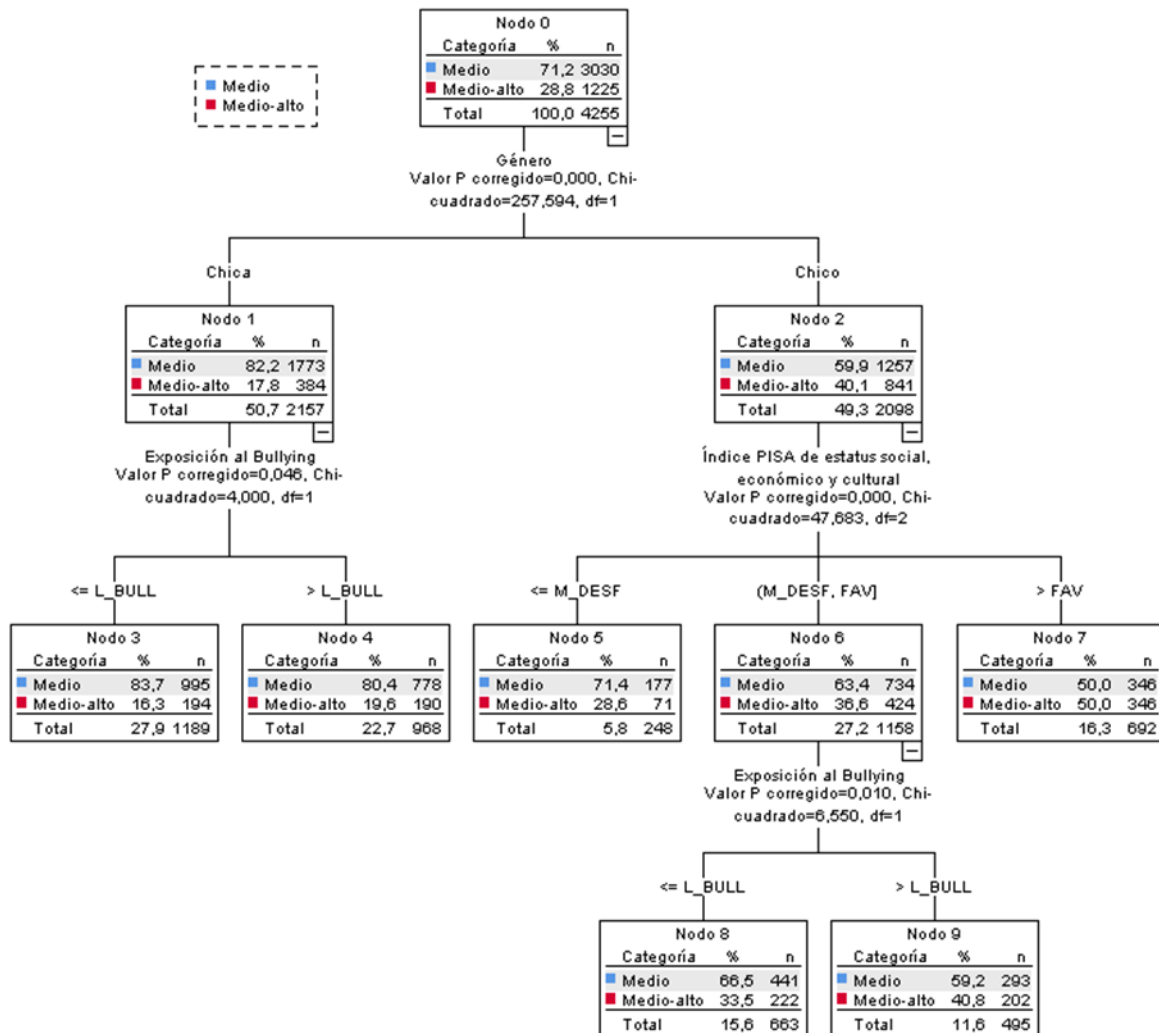 Nodo 0
Categoría % n
Medio 71,2 3030
Medio-alto 28,8 1225
Total 100,0 4255
Medio
Medio-alto
Género
Valor P corregido=0,000, Chi-
cuadrado=257,594, df=1
Chica
Chico
Nodo 1
Categoría % n
Medio 82,2 1773
Medio-alto 17,8 384
Total 50,7 2157
Nodo 2
Categoría % n
Medio 59,9 1257
Medio-alto 40,1 841
Total 49,3 2098
Exposición al Bullying
Valor P corregido=0,046, Chi-
cuadrado=4,000, df=1
Índice PISA de estatus social,
económico y cultural
Valor P corregido=0,000, Chi-
cuadrado=47,683, df=2
<= L_BULL
> L_BULL
<= M_DESF
(M_DESF, FAV]
> FAV
Nodo 3
Categoría % n
Medio 83,7 995
Medio-alto 16,3 194
Total 27,9 1189
Nodo 4
Categoría % n
Medio 80,4 778
Medio-alto 19,6 190
Total 22,7 968
Nodo 5
Categoría % n
Medio 71,4 177
Medio-alto 28,6 71
Total 5,8 248
Nodo 6
Categoría % n
Medio 63,4 734
Medio-alto 36,6 424
Total 27,2 1158
Nodo 7
Categoría % n
Medio 50,0 346
Medio-alto 50,0 346
Total 16,3 692
Exposición al Bullying
Valor P corregido=0,010, Chi-
cuadrado=6,550, df=1
<= L_BULL
> L_BULL
Nodo 8
Categoría % n
Medio 66,5 441
Medio-alto 33,5 222
Total 15,6 663
Nodo 9
Categoría % n
Medio 59,2 293
Medio-alto 40,8 202
Total 11,6 495